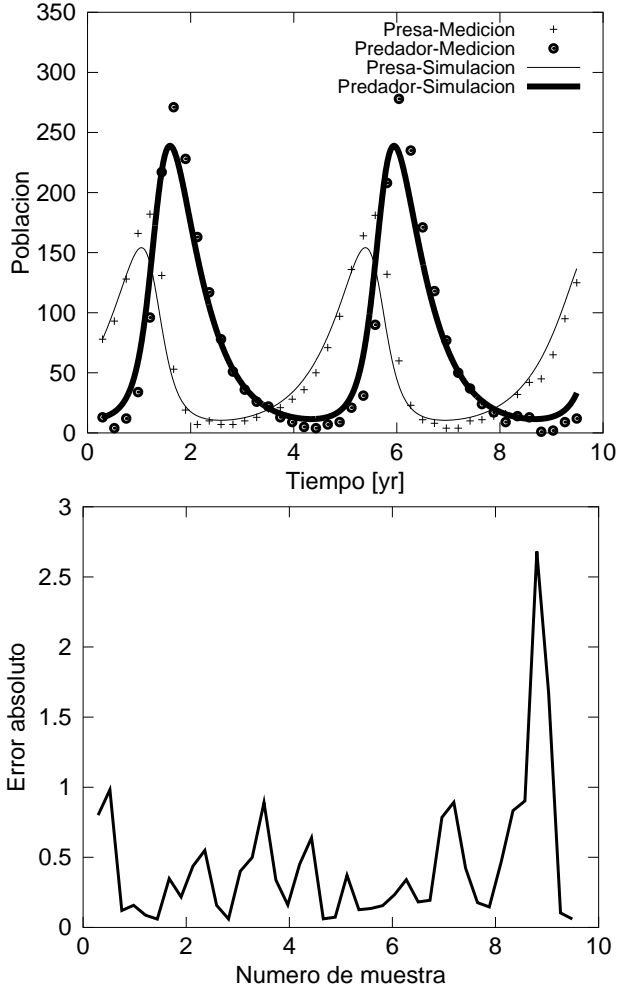 350
300
250
200
150
100
50
0
Poblacion
Presa-Medicion
Predador-Medicion
Presa-Simulacion
Predador-Simulacion
0 2 4 6 8 10
Tiempo [yr]
3
2.5
2
1.5
1
0.5
0
Error absoluto
0 2 4 6 8 10
Numero de muestra